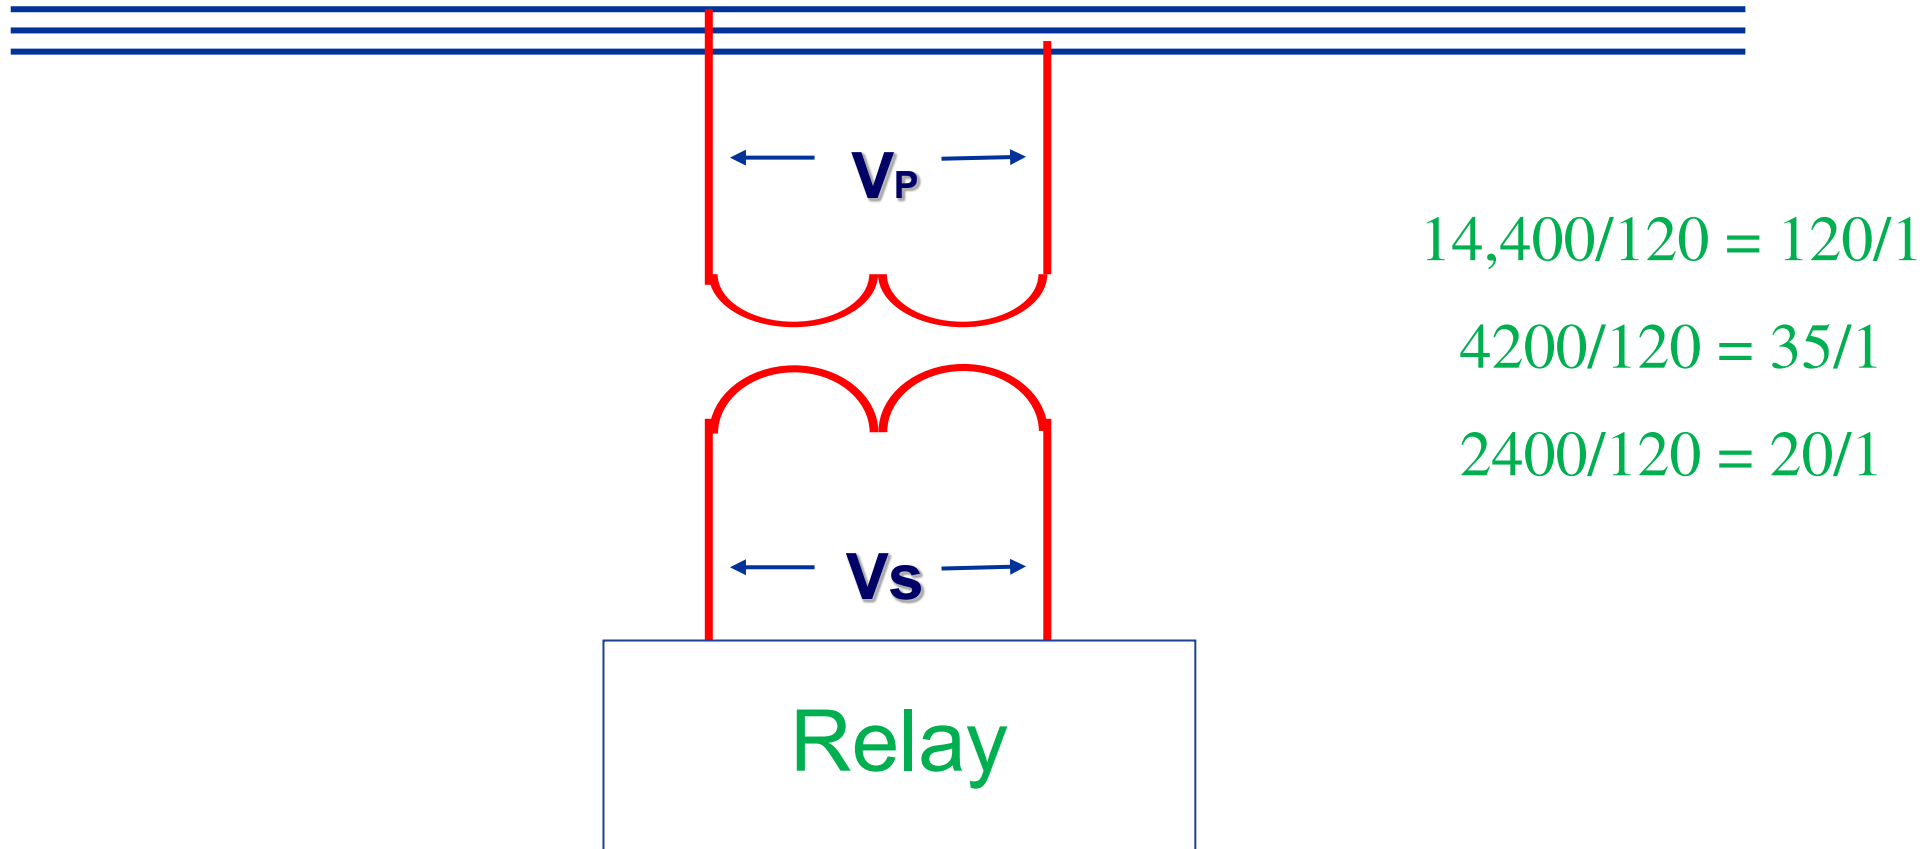 VP
14,400/120 = 120/1
4200/120 = 35/1
2400/120 = 20/1
Vs
Relay